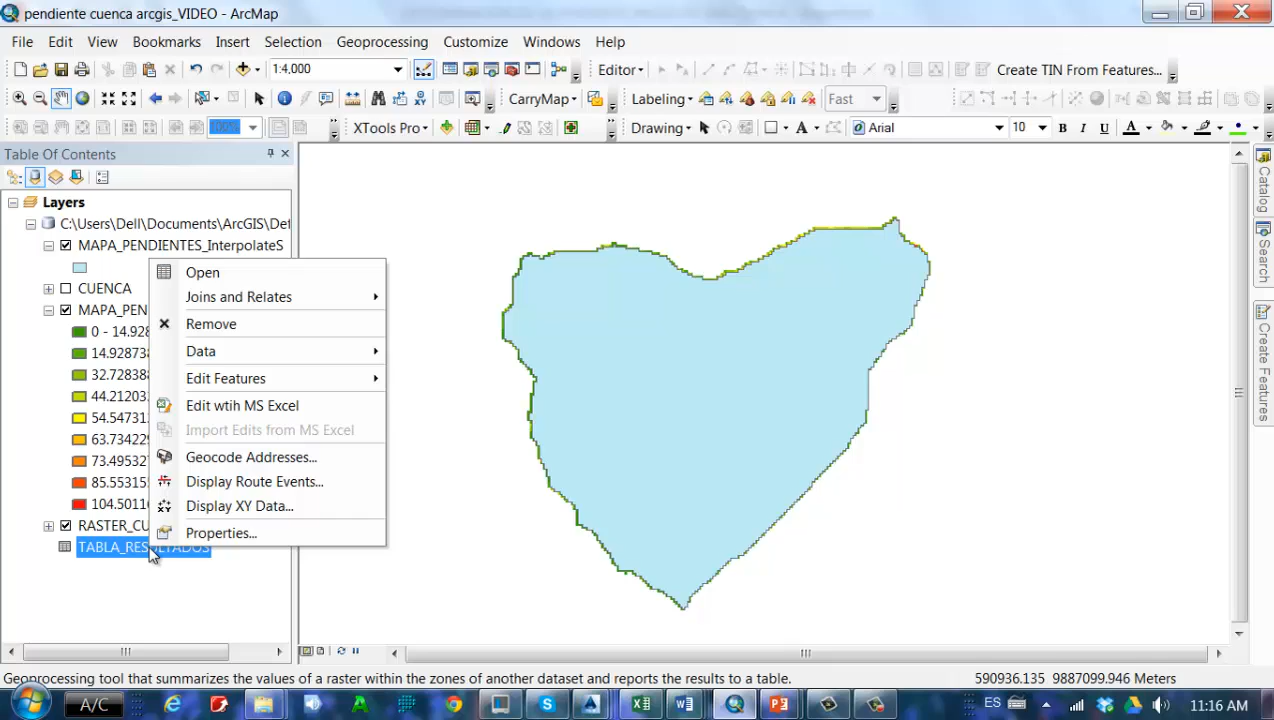 pendiente cuenca arcgis_VIDEO - ArcMap
File Edit View Bookmarks Insert Selection Geoprocessing Customize Windows Help
1:4.000 Editor Create TIN From Features...
CarryMap Labeling Fast
100% XTools Pro Drawing Arial 10 B I U A
Table Of Contents
Layers
C:\Users\Dell\Documents\ArcGIS\Det
MAPA_PENDIENTES_InterpolateS
CUENCA
MAPA_PEN
0 - 14.928
14.92873
32.72838
44.21203
54.54731
63.73422
73.49532
85.55315
104.5011
RASTER_CU
TABLA_RESULTADOS
Open
Joins and Relates
Remove
Data
Edit Features
Edit wtih MS Excel
Import Edits from MS Excel
Geocode Addresses...
Display Route Events...
Display XY Data...
Properties...
Catalog
Search
Create Features
Geoprocessing tool that summarizes the values of a raster within the zones of another dataset and reports the results to a table.
590936.135 9887099.946 Meters
A/C ES 11:16 AM